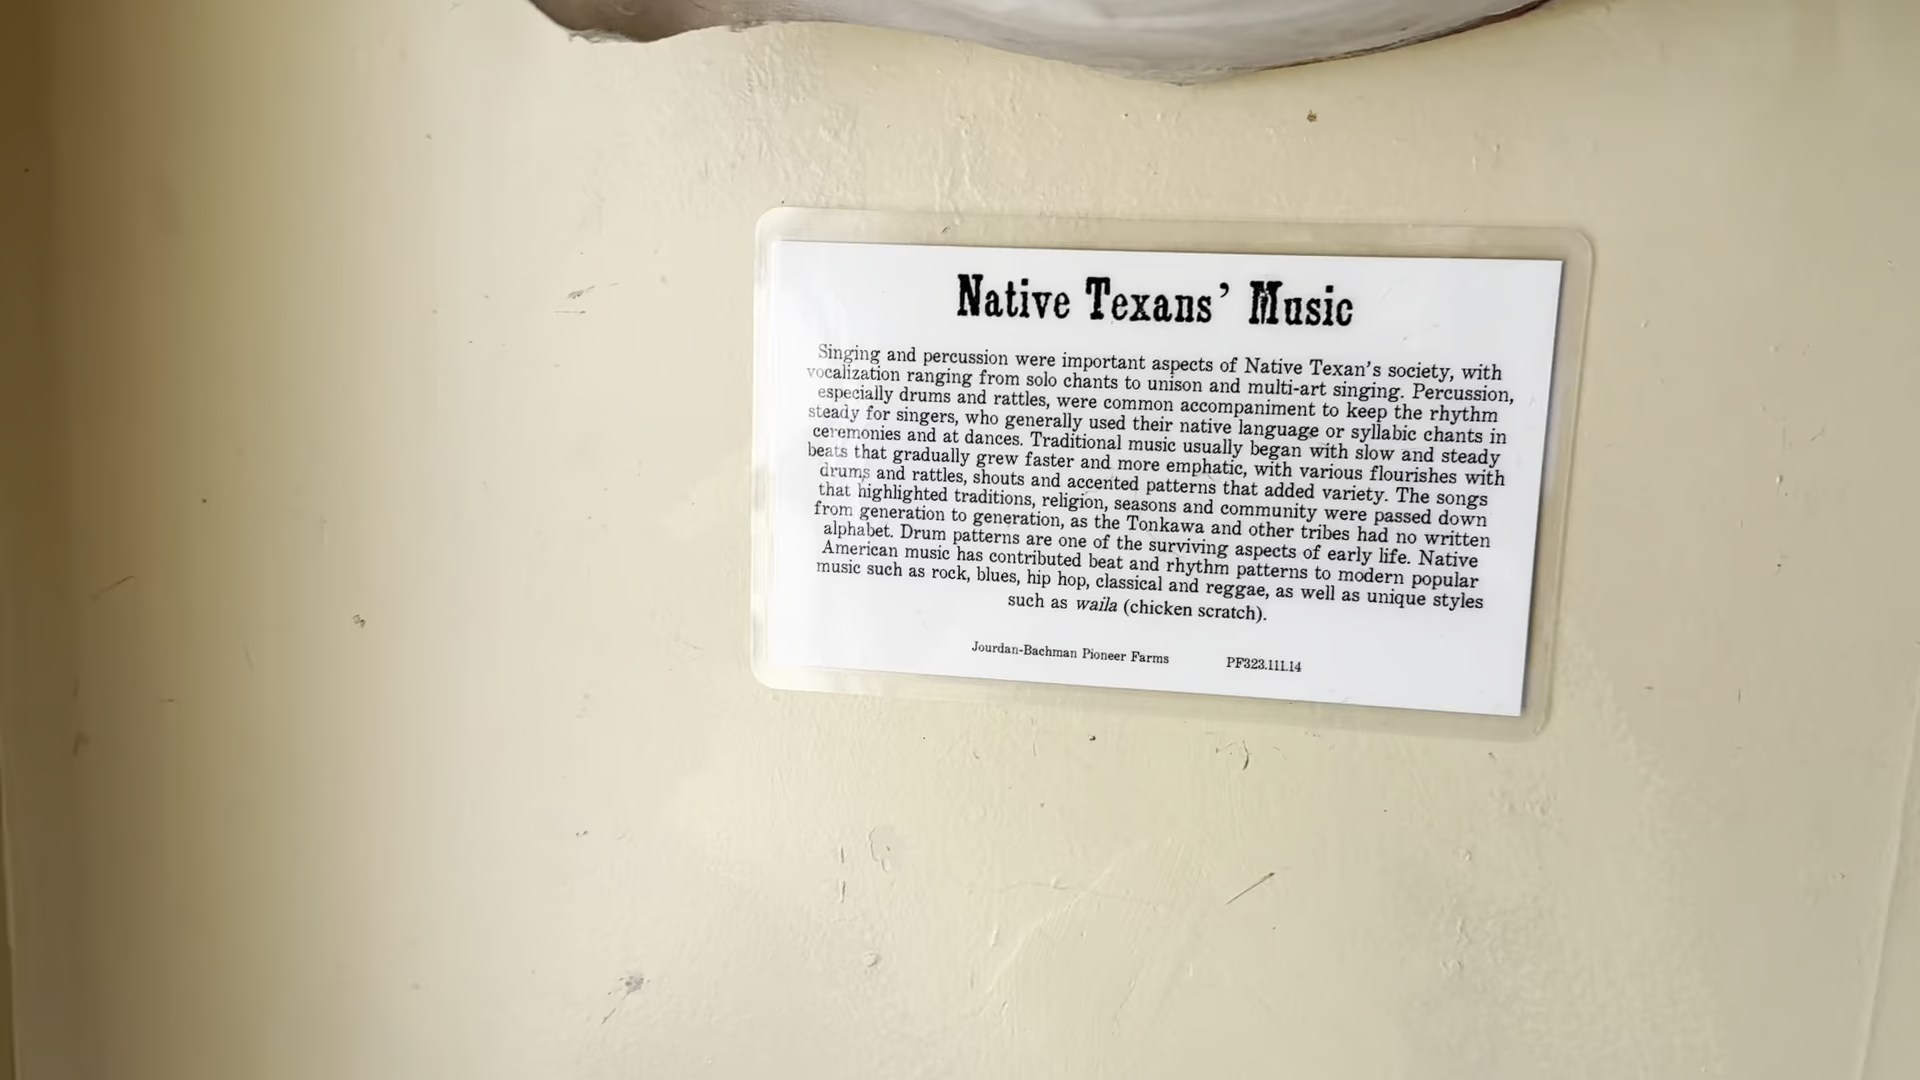 Native Texans’ Music
Singing and percussion were important aspects of Native Texan’s society, with
vocalization ranging from solo chants to unison and multi-art singing. Percussion,
especially drums and rattles, were common accompaniment to keep the rhythm
steady for singers, who generally used their native language or syllabic chants in
ceremonies and at dances. Traditional music usually began with slow and steady
beats that gradually grew faster and more emphatic, with various flourishes with
drums and rattles, shouts and accented patterns that added variety. The songs
that highlighted traditions, religion, seasons and community were passed down
from generation to generation, as the Tonkawa and other tribes had no written
alphabet. Drum patterns are one of the surviving aspects of early life. Native
American music has contributed beat and rhythm patterns to modern popular
music such as rock, blues, hip hop, classical and reggae, as well as unique styles
such as waila (chicken scratch).
Jourdan-Bachman Pioneer Farms PF323.111.14